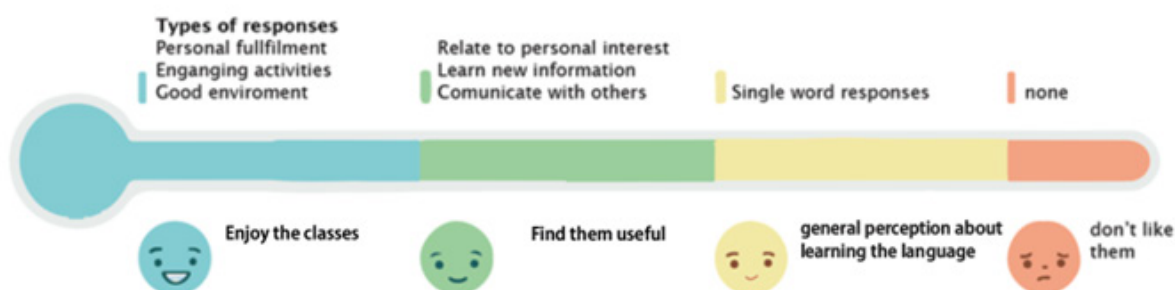 Types of responses
Personal fullfilment
Enganging activities
Good enviroment
Relate to personal interest
Learn new information
Comunicate with others
Single word responses
none
Enjoy the classes
Find them useful
general perception about
learning the language
don't like
them